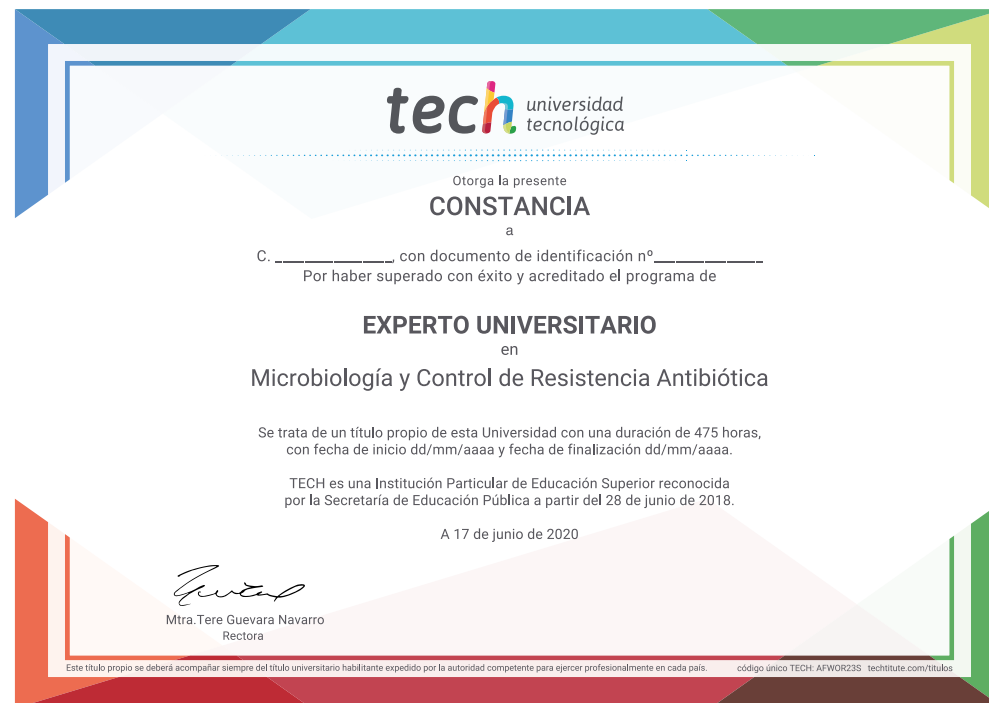 tech universidad
tecnológica
Otorga la presente
CONSTANCIA
a
C. ________________, con documento de identificación nº_______________
Por haber superado con éxito y acreditado el programa de
EXPERTO UNIVERSITARIO
en
Microbiología y Control de Resistencia Antibiótica
Se trata de un título propio de esta Universidad con una duración de 475 horas,
con fecha de inicio dd/mm/aaaa y fecha de finalización dd/mm/aaaa.
TECH es una Institución Particular de Educación Superior reconocida
por la Secretaría de Educación Pública a partir del 28 de junio de 2018.
A 17 de junio de 2020
Mtra.Tere Guevara Navarro
Rectora
Este título propio se deberá acompañar siempre del título universitario habilitante expedido por la autoridad competente para ejercer profesionalmente en cada país. código único TECH: AFWOR23S techtitute.com/titulos